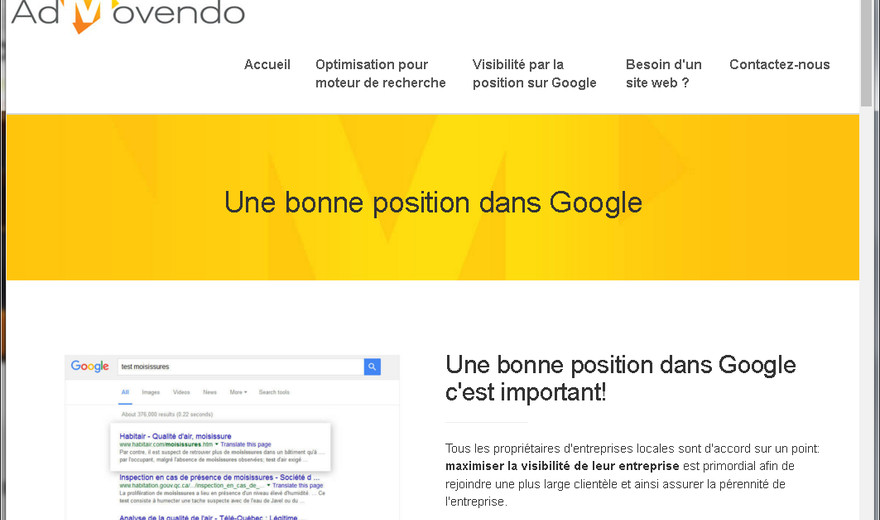 AdMovendo
Accueil
Optimisation pour
moteur de recherche
Visibilité par la
position sur Google
Besoin d'un
site web ?
Contactez-nous
Une bonne position dans Google
Google
test moisissures
All Images Videos News More Search tools
About 376,000 results (0.22 seconds)
Habitair - Qualité d'air, moisissure
www.habitair.com/moisissures.htm Translate this page
Par contre, il est suspect de retrouver plus de moisissures dans un bâtiment qu'à ...
par l'occupant, malgré l'absence de moisissures observées; test d'air exigé ...
Inspection en cas de présence de moisissures - Société d ...
www.habitation.gouv.qc.ca/.../inspection_en_cas_de_... Translate this page
La prolifération de moisissures a lieu en présence d'un niveau élevé d'humidité. ... Ce
test consiste à humecter une tache suspecte avec de l'eau de Javel ou du ...
Analyse de la qualité de l'air - Télé-Québec : Légitime ...
Une bonne position dans Google
c'est important!
Tous les propriétaires d'entreprises locales sont d'accord sur un point:
maximiser la visibilité de leur entreprise est primordial afin de
rejoindre une plus large clientèle et ainsi assurer la pérennité de
l'entreprise.